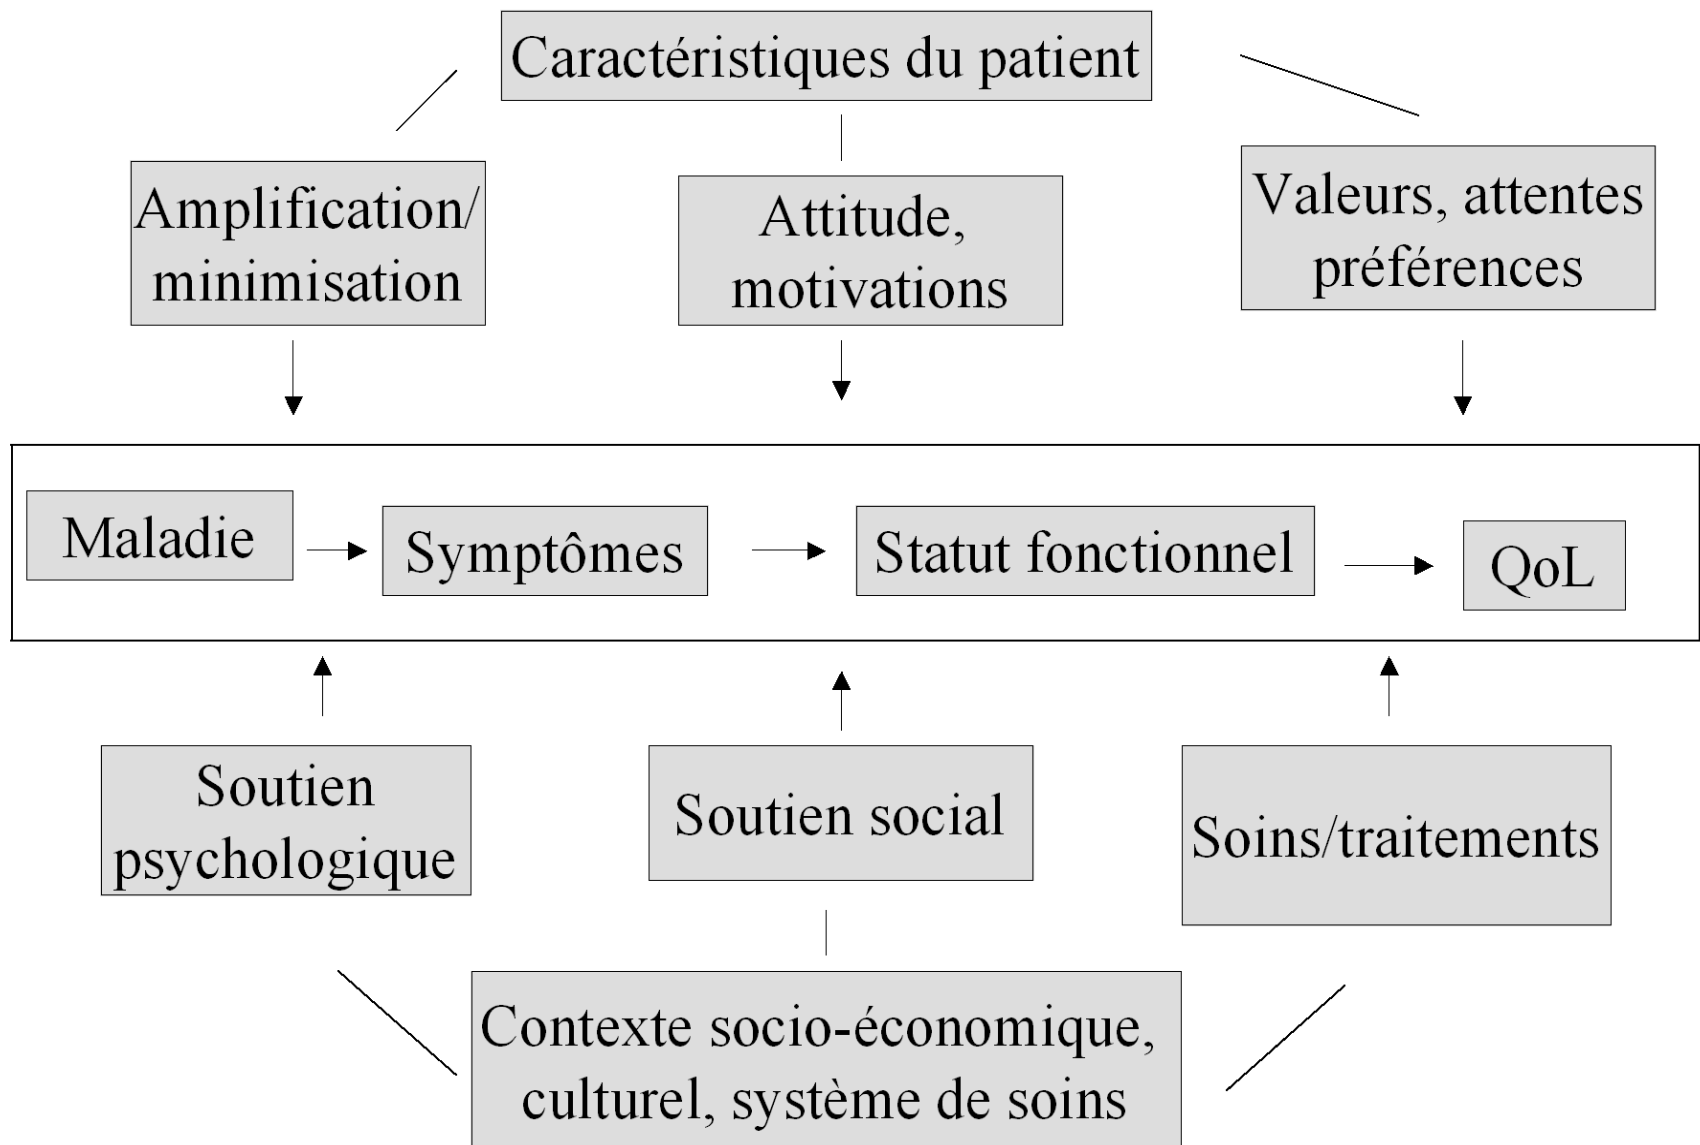 Caractéristiques du patient
Amplification/
minimisation
Attitude,
motivations
Valeurs, attentes
préférences
Maladie
Symptômes
Statut fonctionnel
QoL
Soutien
psychologique
Soutien social
Soins/traitements
Contexte socio-économique,
culturel, système de soins